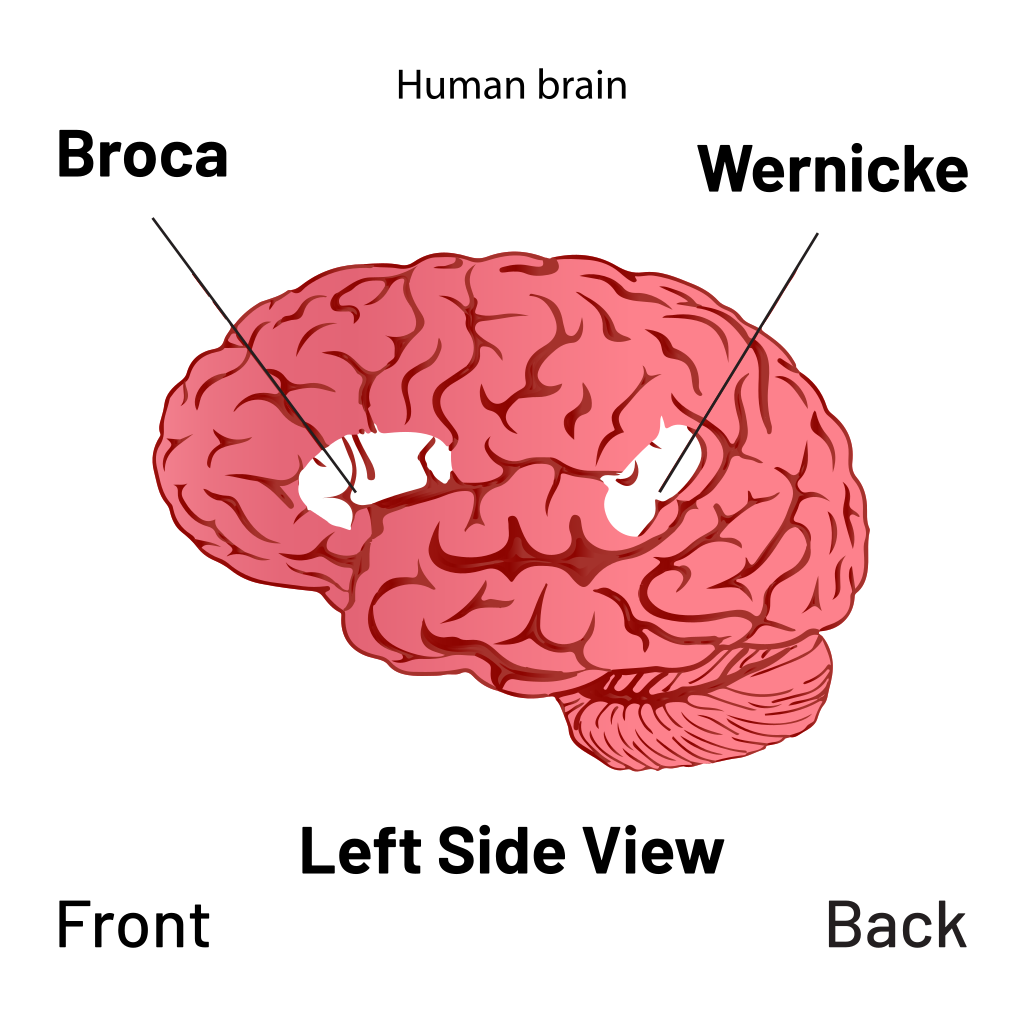 Human brain
Broca
Wernicke
Left Side View
Front
Back